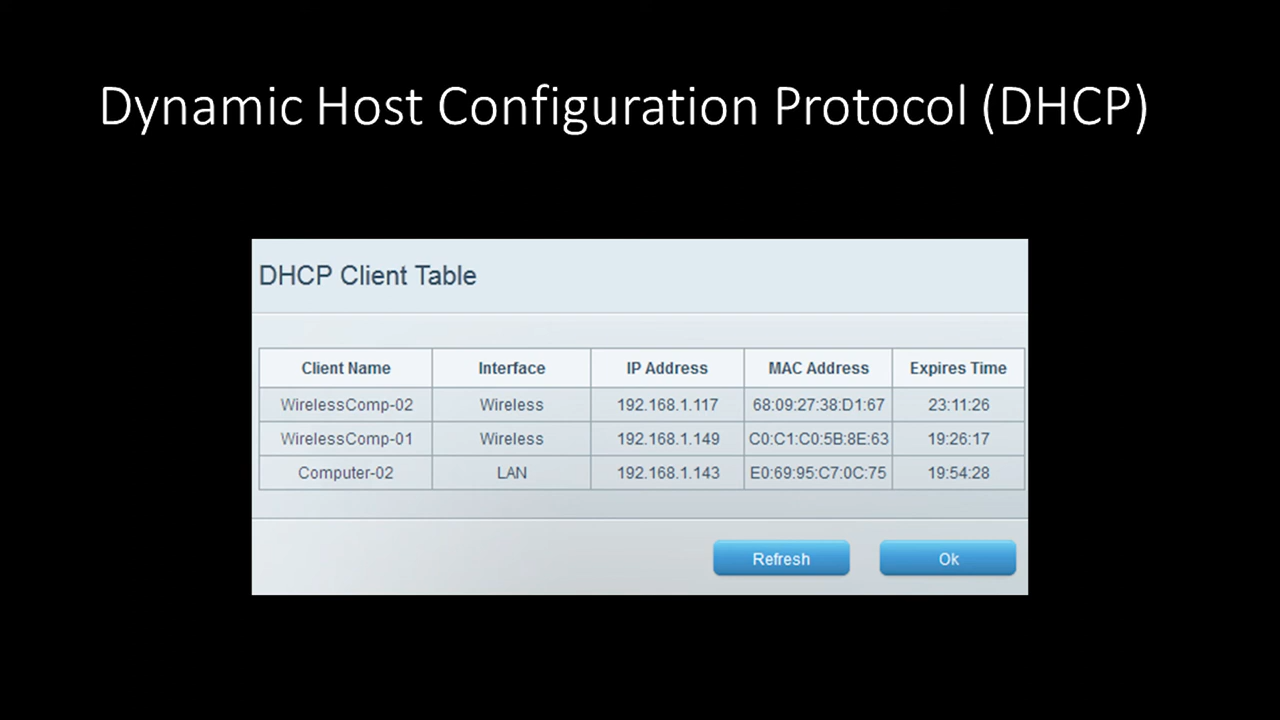 Dynamic Host Configuration Protocol (DHCP)
DHCP Client Table
Client Name Interface IP Address MAC Address Expires Time
WirelessComp-02 Wireless 192.168.1.117 68:09:27:38:D1:67 23:11:26
WirelessComp-01 Wireless 192.168.1.149 C0:C1:C0:5B:8E:63 19:26:17
Computer-02 LAN 192.168.1.143 E0:69:95:C7:0C:75 19:54:28
Refresh Ok